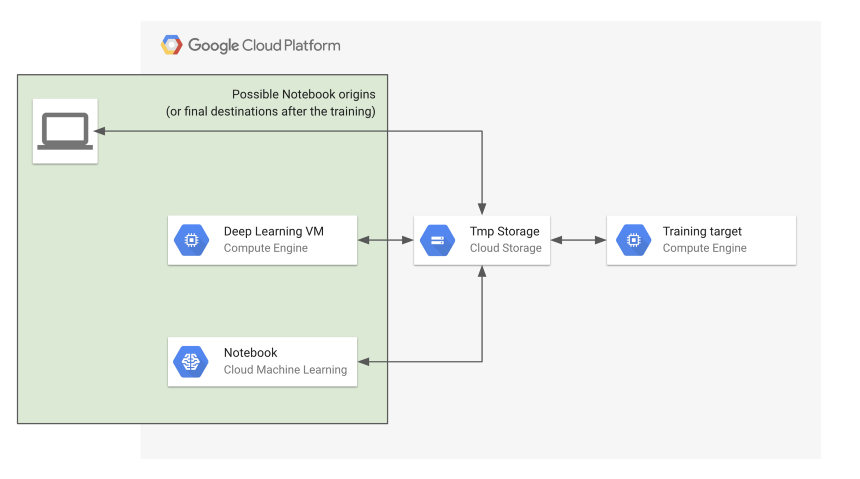 Google Cloud Platform
Possible Notebook origins
(or final destinations after the training)
Deep Learning VM
Compute Engine
Tmp Storage
Cloud Storage
Training target
Compute Engine
Notebook
Cloud Machine Learning